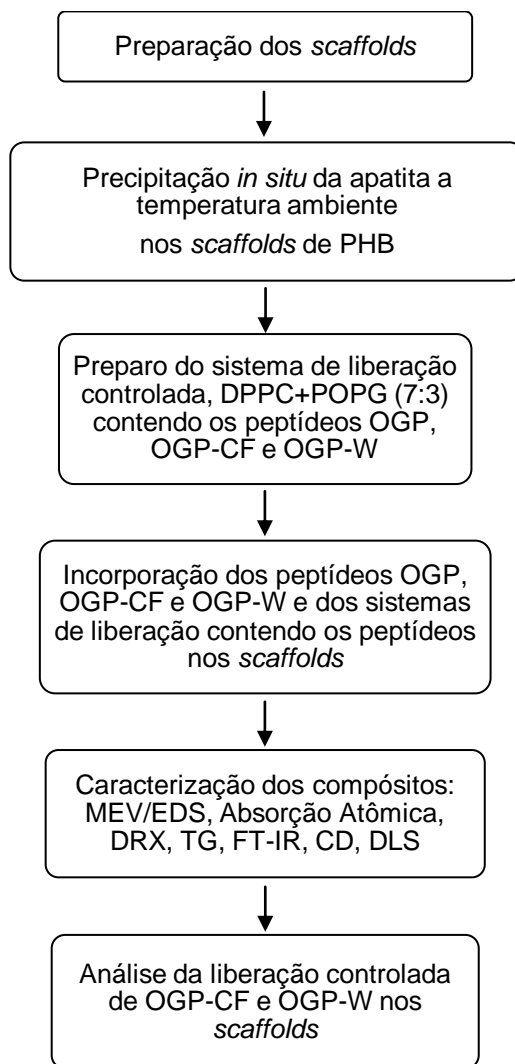 Preparação dos scaffolds
Precipitação in situ da apatita a
temperatura ambiente
nos scaffolds de PHB
Preparo do sistema de liberação
controlada, DPPC+POPG (7:3)
contendo os peptídeos OGP,
OGP-CF e OGP-W
Incorporação dos peptídeos OGP,
OGP-CF e OGP-W e dos sistemas
de liberação contendo os peptídeos
nos scaffolds
Caracterização dos compósitos:
MEV/EDS, Absorção Atômica,
DRX, TG, FT-IR, CD, DLS
Análise da liberação controlada
de OGP-CF e OGP-W nos
scaffolds